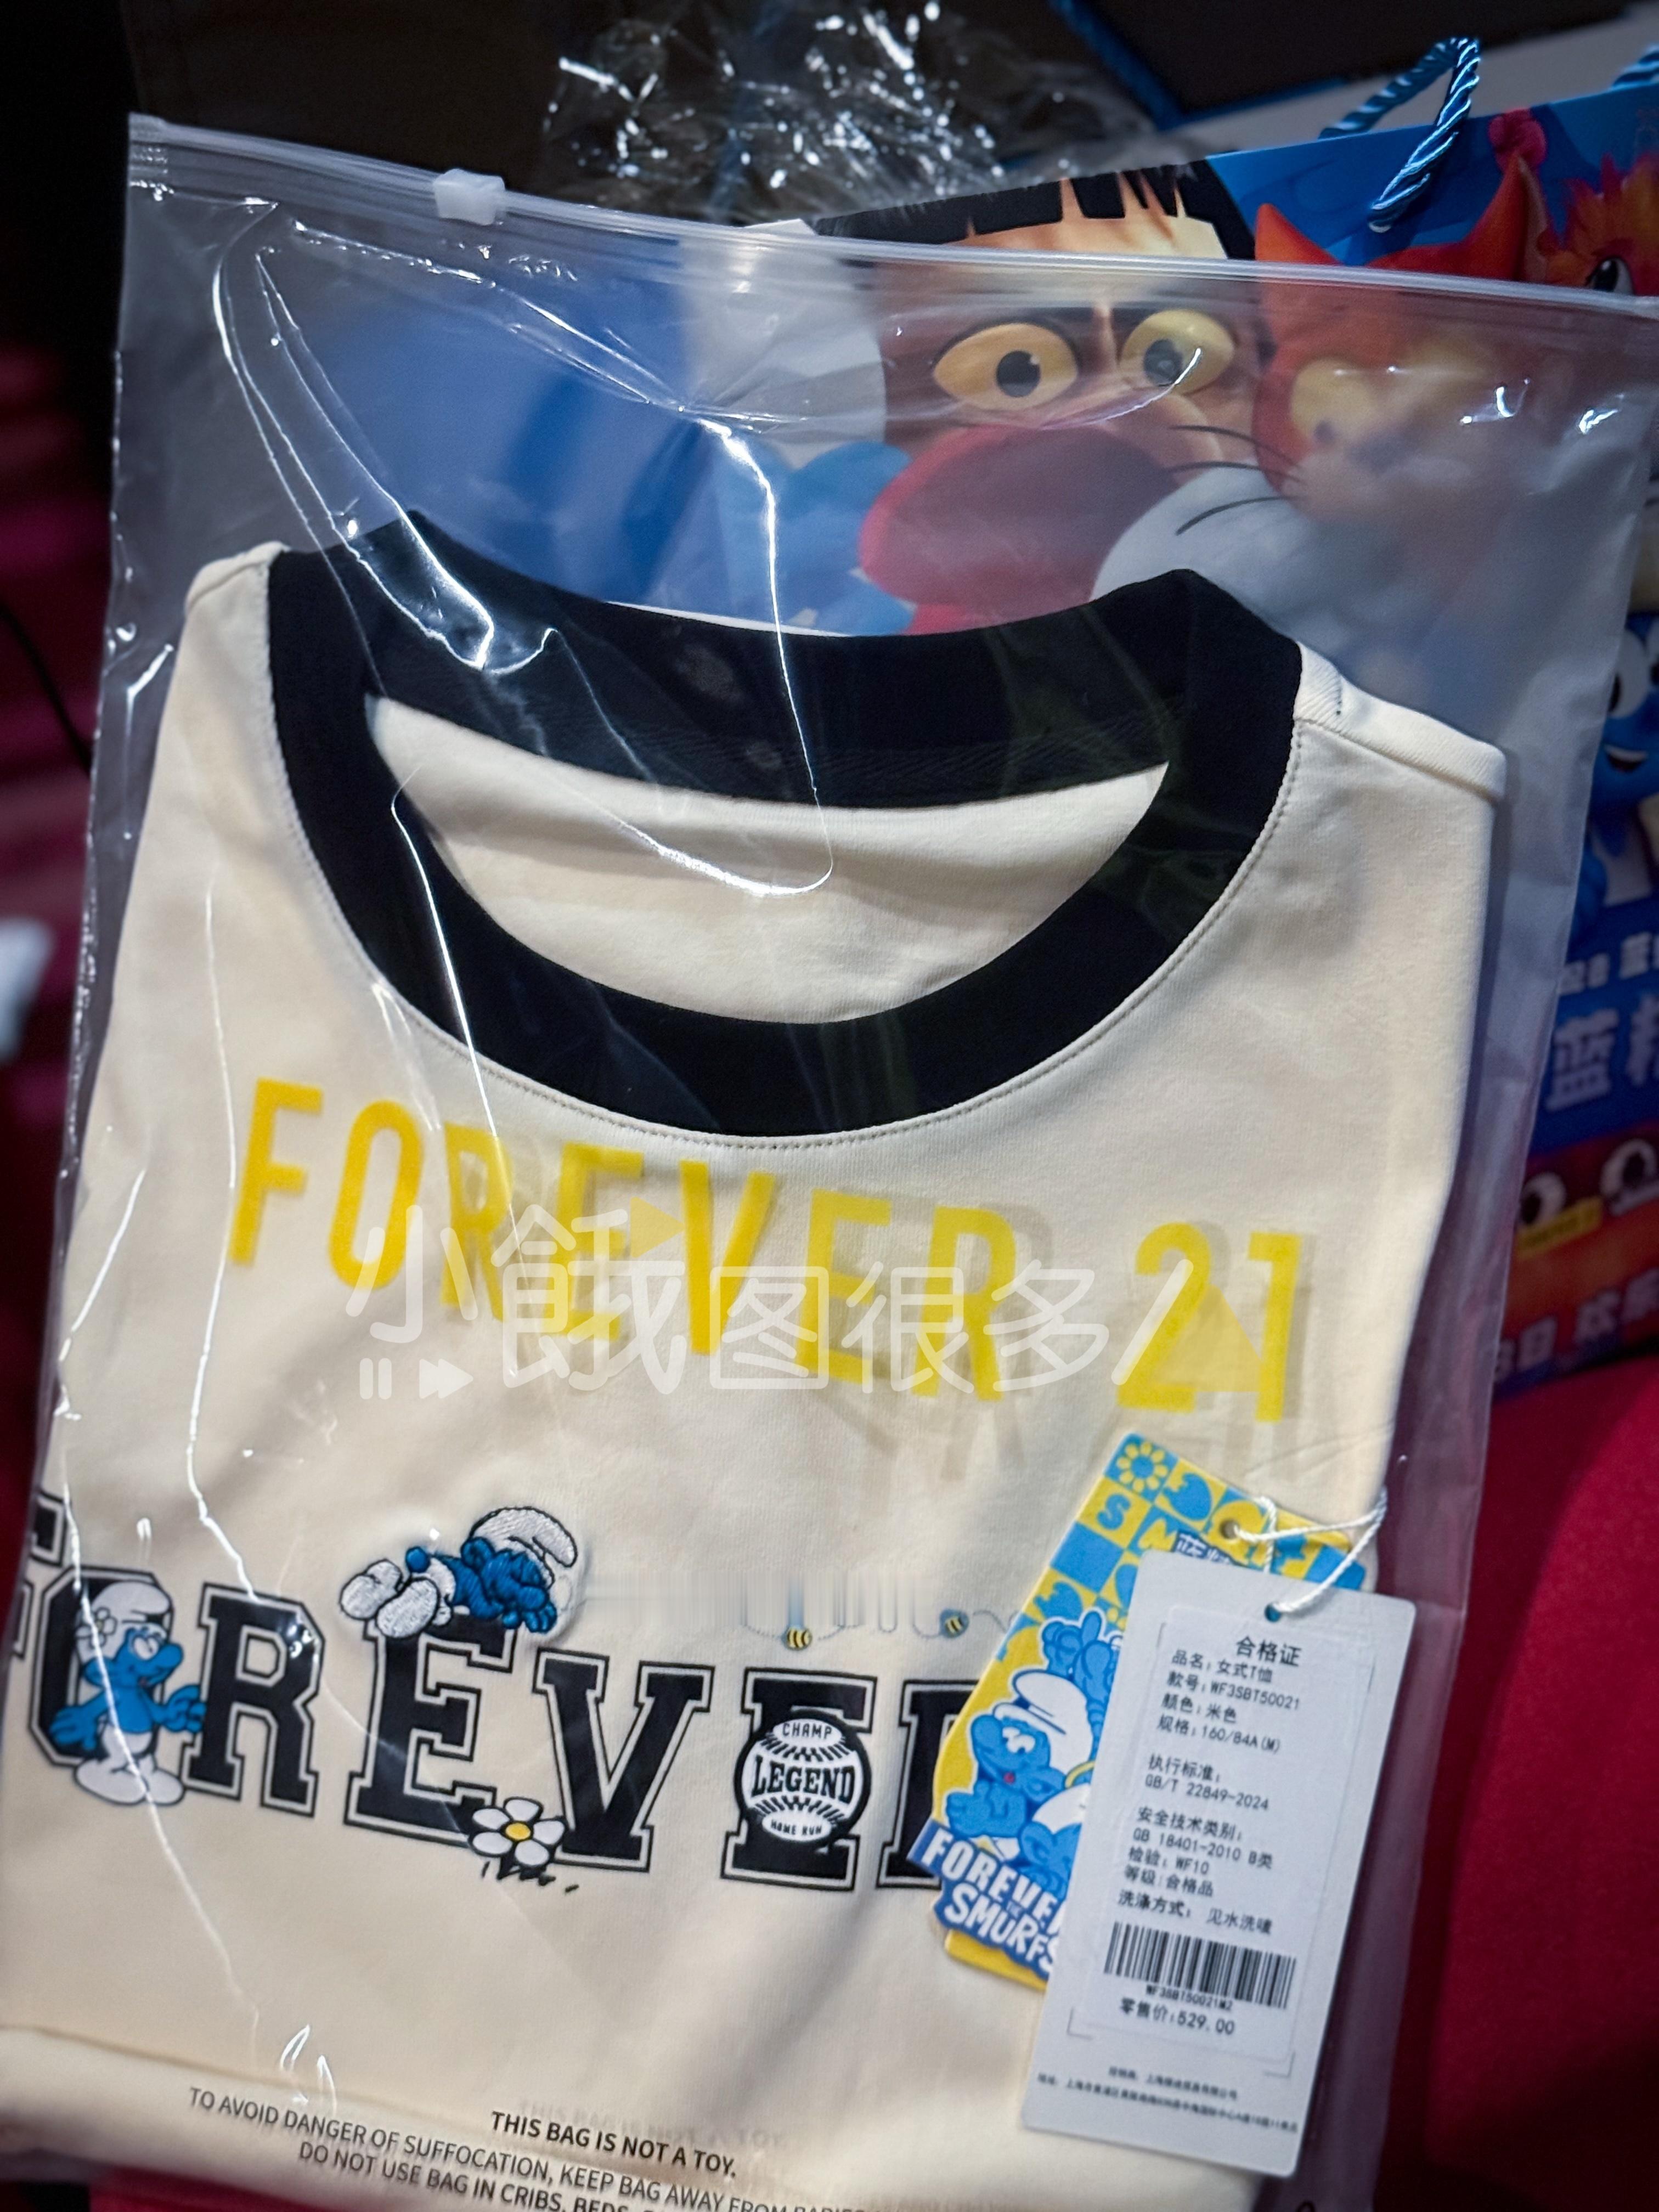 FOREVER 21
小餓图很多
FOREVE
CHAMP
LEGEND
HOME RUN
FOREVER
THE
SMURFS
合格证
品名：女式T恤
款号：WF3SBT50021
颜色：米色
规格：160/84A(M)
执行标准：
GB/T 22849-2024
安全技术类别：
GB 18401-2010 B类
检验：WF10
等级：合格品
洗涤方式： 见水洗唛
WF3SBT50021M2
零售价：529.00
THIS BAG IS NOT A TOY.
TO AVOID DANGER OF SUFFOCATION, KEEP BAG AWAY FROM BABIES
DO NOT USE BAG IN CRIBS, BEDS,